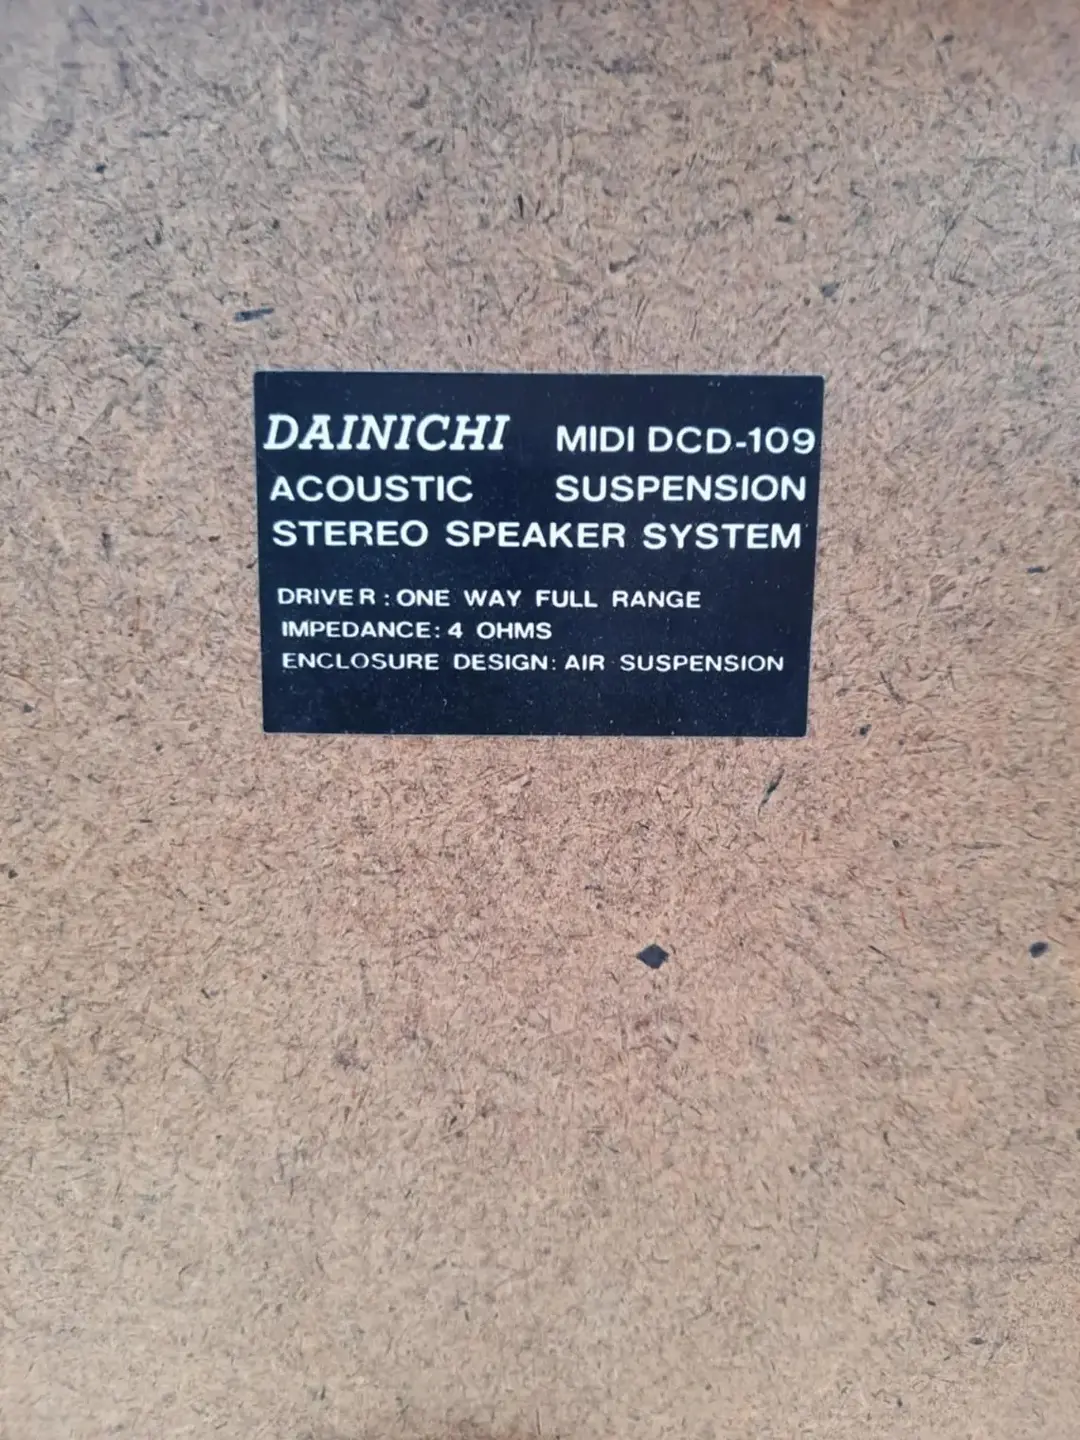 DAINICHI MIDI DCD-109
ACOUSTIC SUSPENSION
STEREO SPEAKER SYSTEM
DRIVER: ONE WAY FULL RANGE
IMPEDANCE: 4 OHMS
ENCLOSURE DESIGN: AIR SUSPENSION